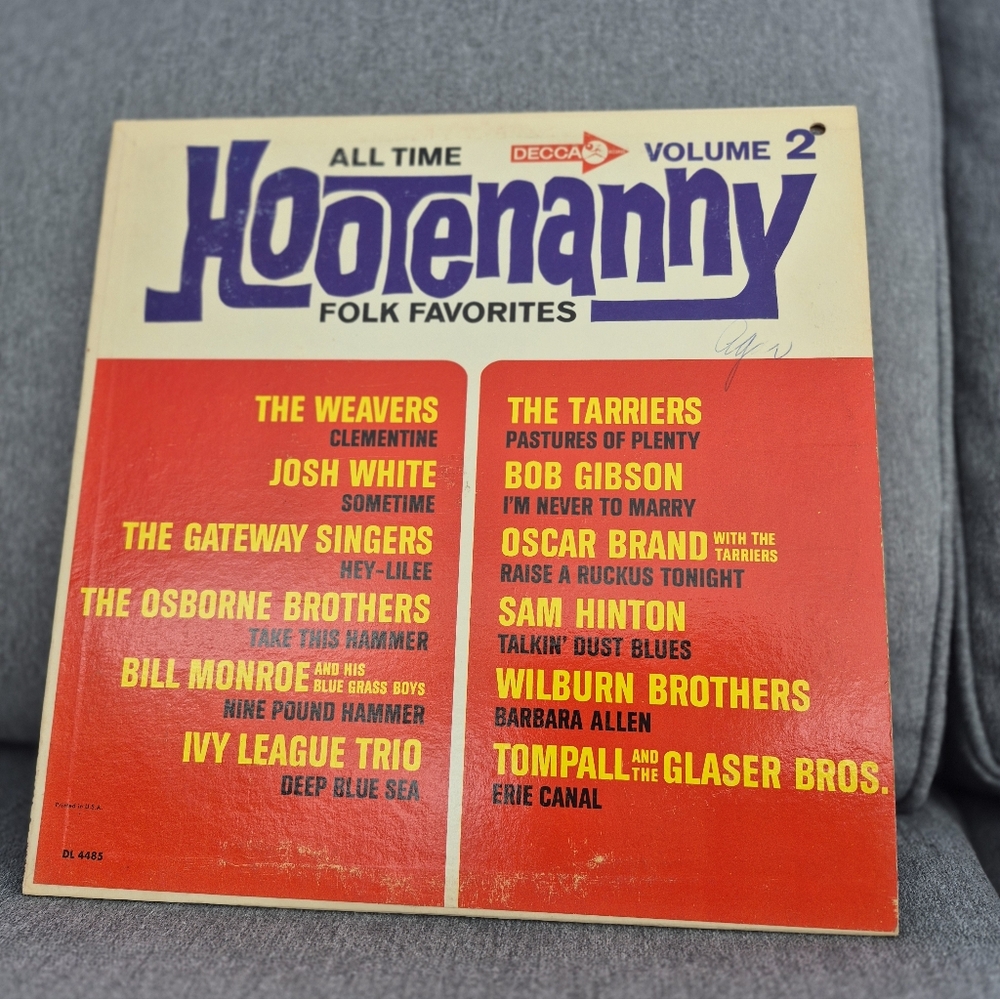 ALL TIME
DECCA
VOLUME 2
HOOTENANNY
FOLK FAVORITES
THE WEAVERS
CLEMENTINE
JOSH WHITE
SOMETIME
THE GATEWAY SINGERS
HEY-LILEE
THE OSBORNE BROTHERS
TAKE THIS HAMMER
BILL MONROE AND HIS BLUE GRASS BOYS
NINE POUND HAMMER
IVY LEAGUE TRIO
DEEP BLUE SEA
Printed in U.S.A.
DL 4485
THE TARRIERS
PASTURES OF PLENTY
BOB GIBSON
I'M NEVER TO MARRY
OSCAR BRAND WITH THE TARRIERS
RAISE A RUCKUS TONIGHT
SAM HINTON
TALKIN' DUST BLUES
WILBURN BROTHERS
BARBARA ALLEN
TOMPALL AND THE GLASER BROS.
ERIE CANAL